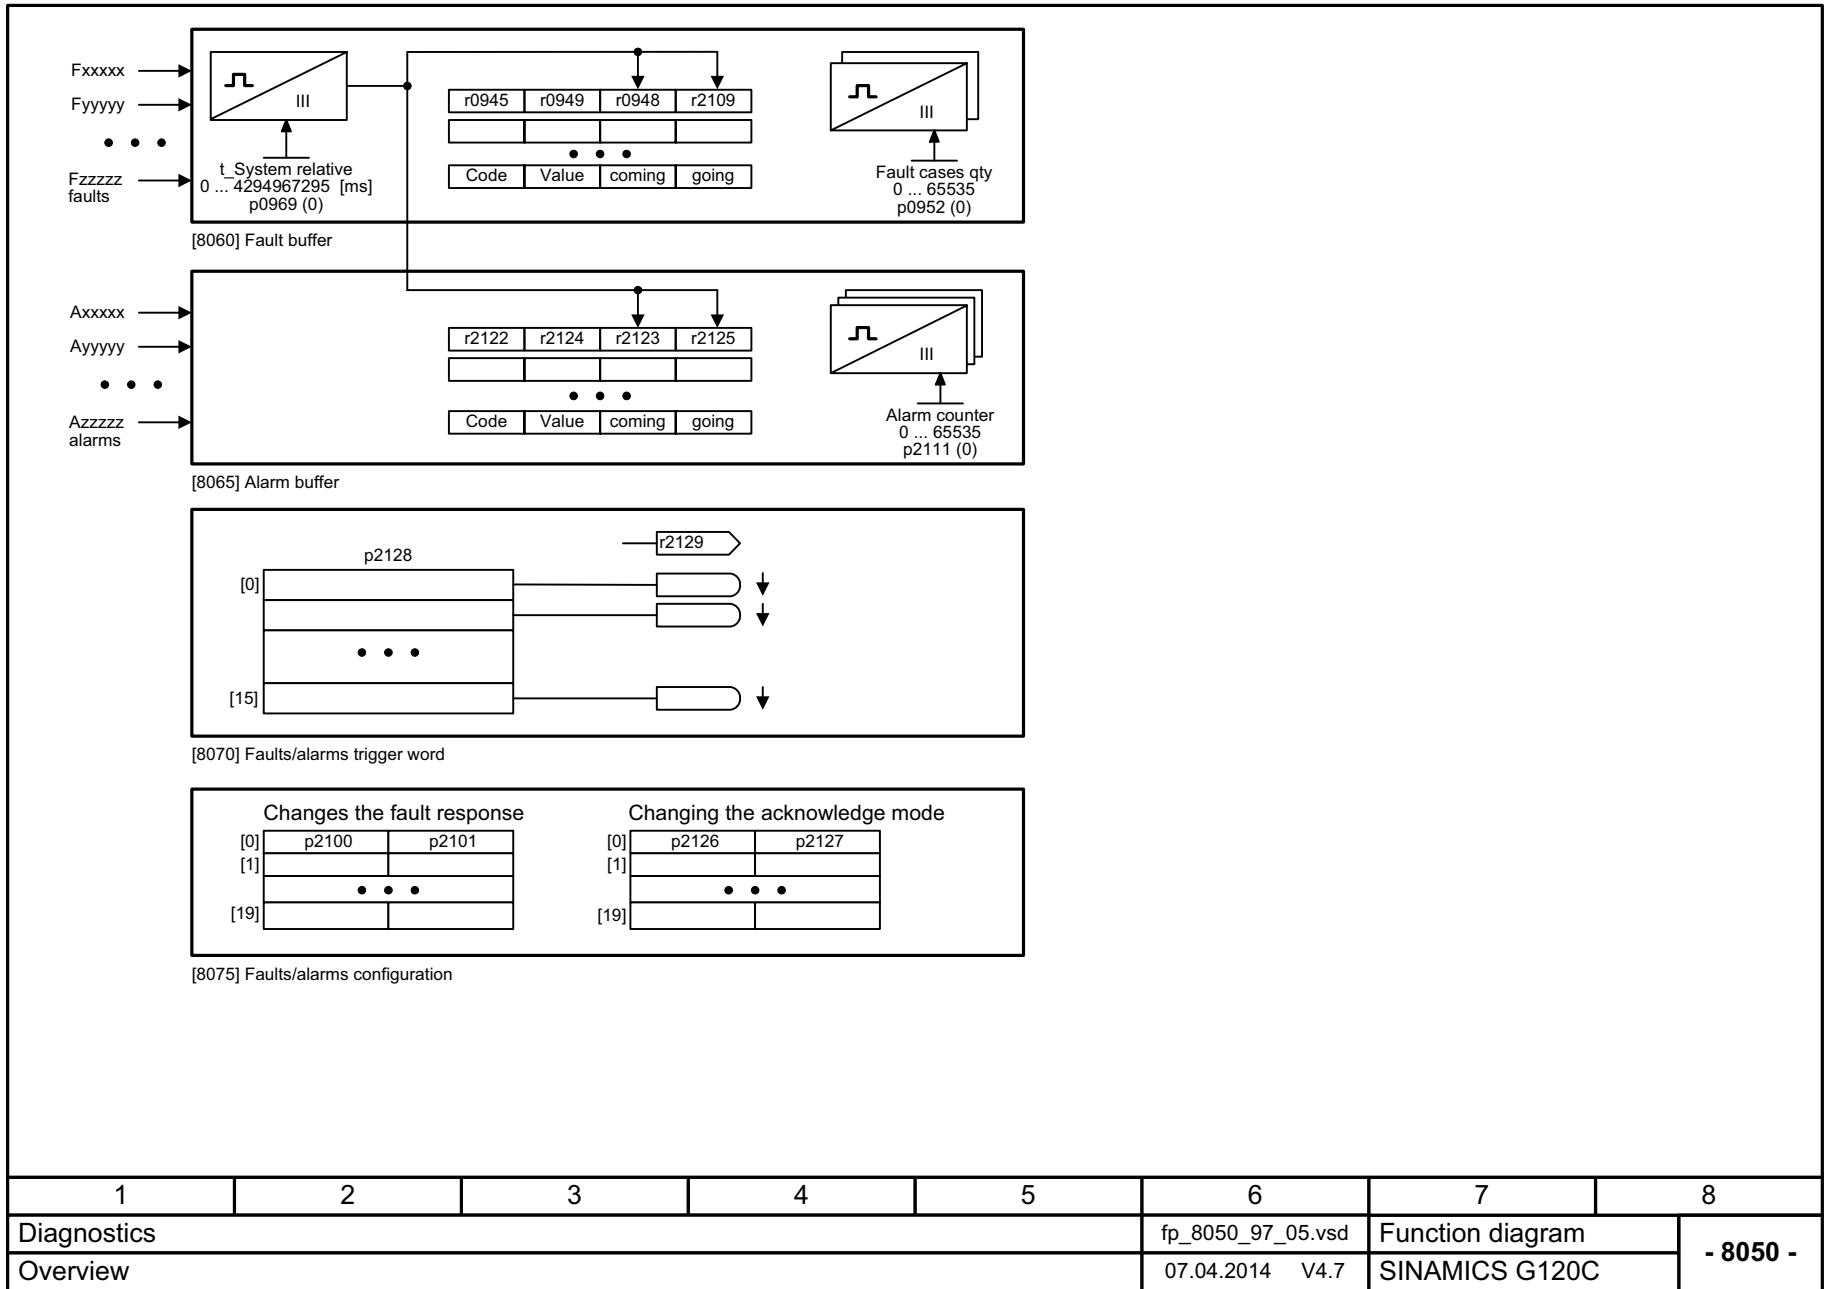 Fxxxxx
Fyyyyy
Fzzzzz
faults
III
t_System relative
0 ... 4294967295 [ms]
p0969 (0)
r0945 r0949 r0948 r2109
Code Value coming going
III
Fault cases qty
0 ... 65535
p0952 (0)
[8060] Fault buffer
Axxxxx
Ayyyyy
Azzzzz
alarms
r2122 r2124 r2123 r2125
Code Value coming going
III
Alarm counter
0 ... 65535
p2111 (0)
[8065] Alarm buffer
p2128
r2129
[0]
[15]
[8070] Faults/alarms trigger word
Changes the fault response
[0] p2100 p2101
[1]
[19]
Changing the acknowledge mode
[0] p2126 p2127
[1]
[19]
[8075] Faults/alarms configuration
1 2 3 4 5 6 7 8
Diagnostics fp_8050_97_05.vsd Function diagram
- 8050 -
Overview 07.04.2014 V4.7 SINAMICS G120C